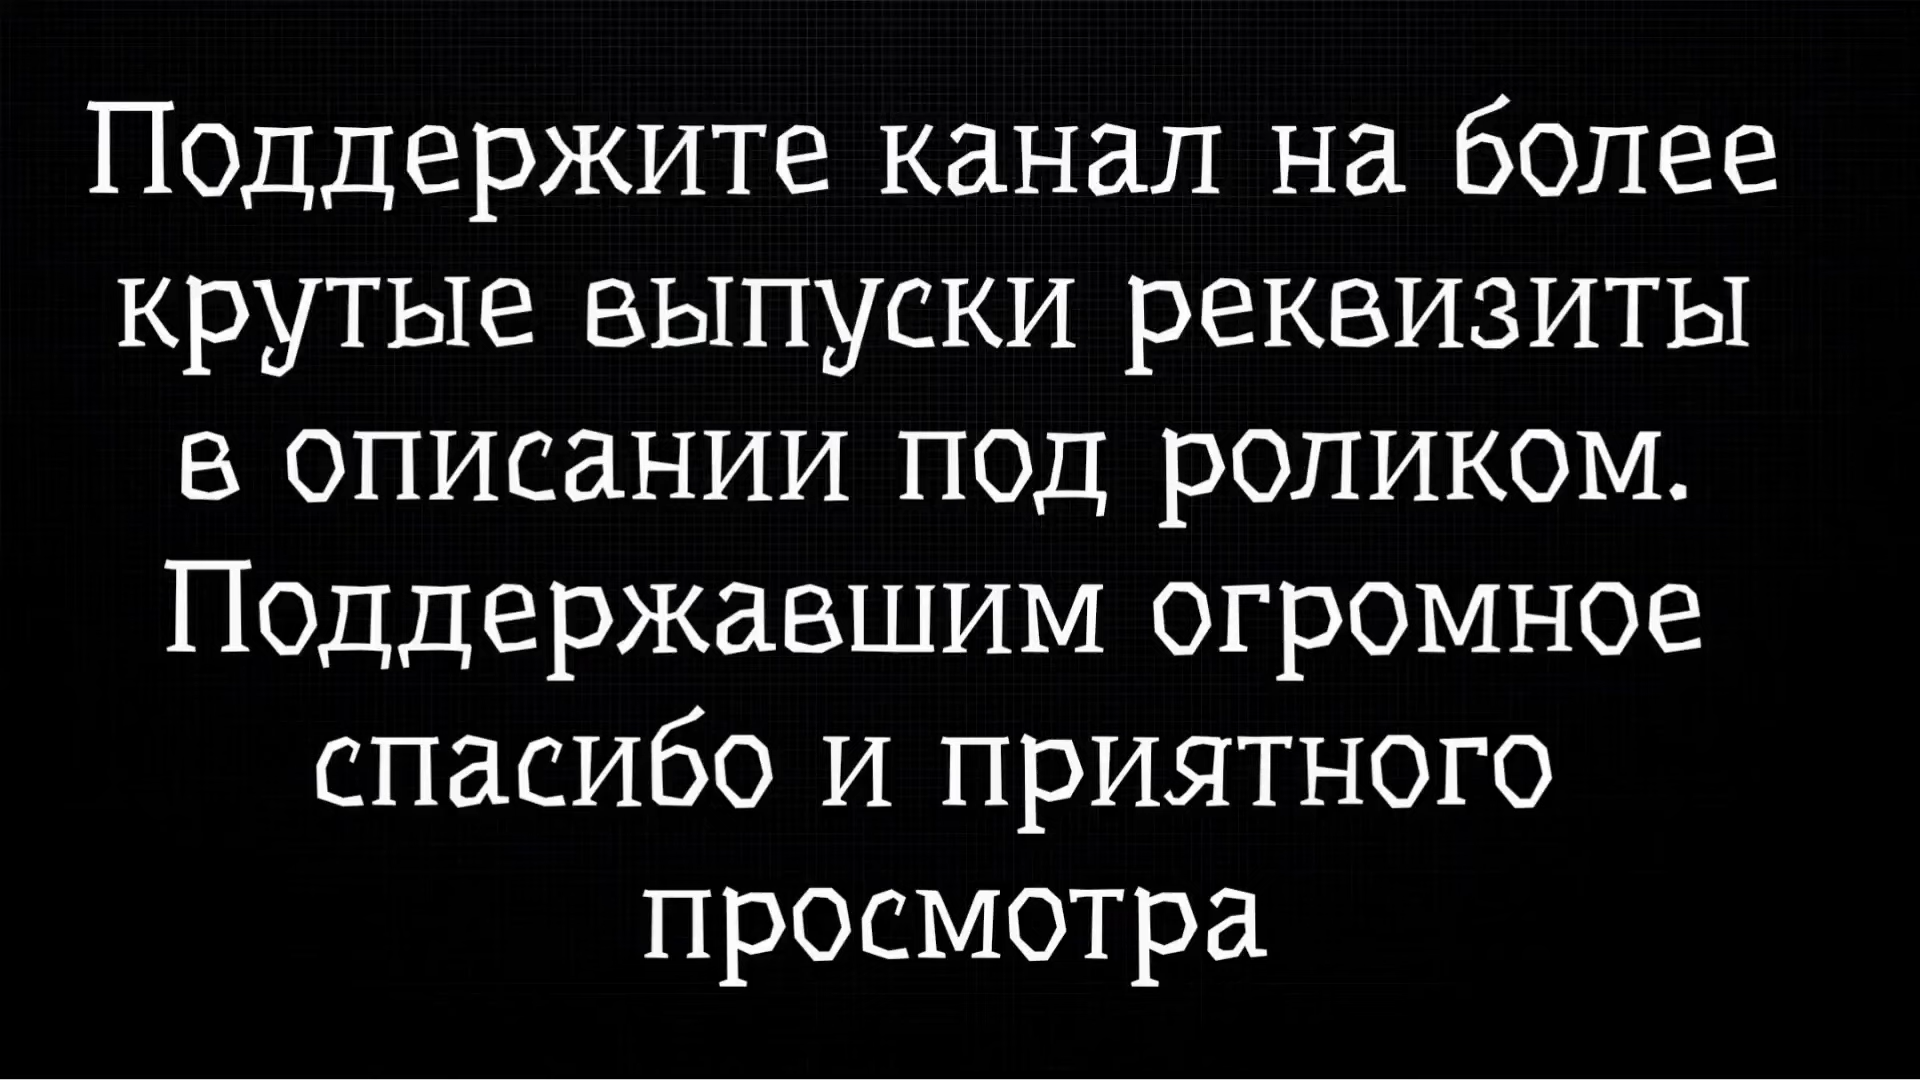 Поддержите канал на более
крутые выпуски реквизиты
в описании под роликом.
Поддержавшим огромное
спасибо и приятного
просмотра